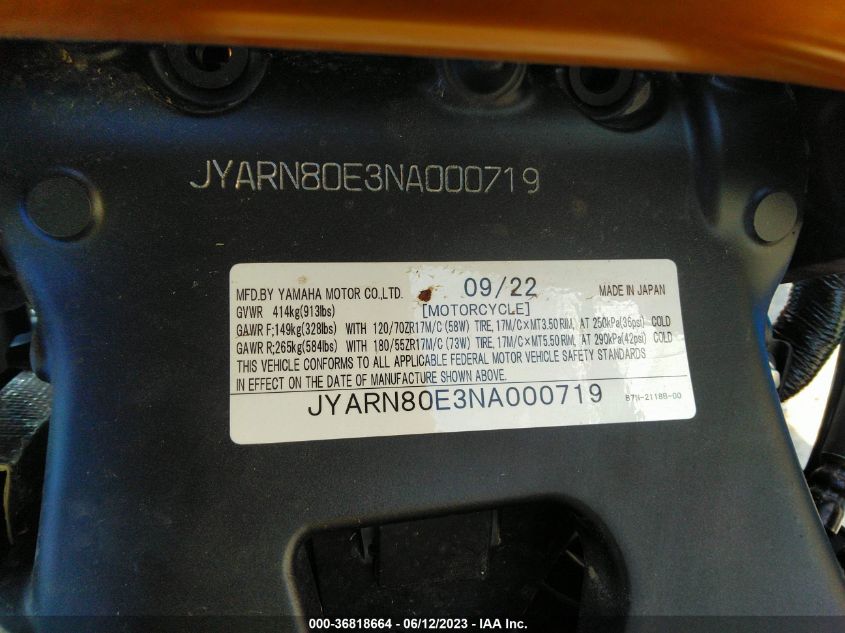 JYARN80E3NA000719
MFD.BY YAMAHA MOTOR CO.,LTD. 09/22 MADE IN JAPAN
GVWR 414kg(913lbs) [MOTORCYCLE]
GAWR F;149kg(328lbs) WITH 120/70ZR17M/C (58W) TIRE, 17M/C×MT3.50 RIM, AT 250kPa(36psi) COLD
GAWR R;265kg(584lbs) WITH 180/55ZR17M/C (73W) TIRE, 17M/C×MT5.50 RIM, AT 290kPa(42psi) COLD
THIS VEHICLE CONFORMS TO ALL APPLICABLE FEDERAL MOTOR VEHICLE SAFETY STANDARDS
IN EFFECT ON THE DATE OF MANUFACTURE SHOWN ABOVE.
JYARN80E3NA000719 B7N-2118B-00
000-36818664 - 06/12/2023 - IAA Inc.